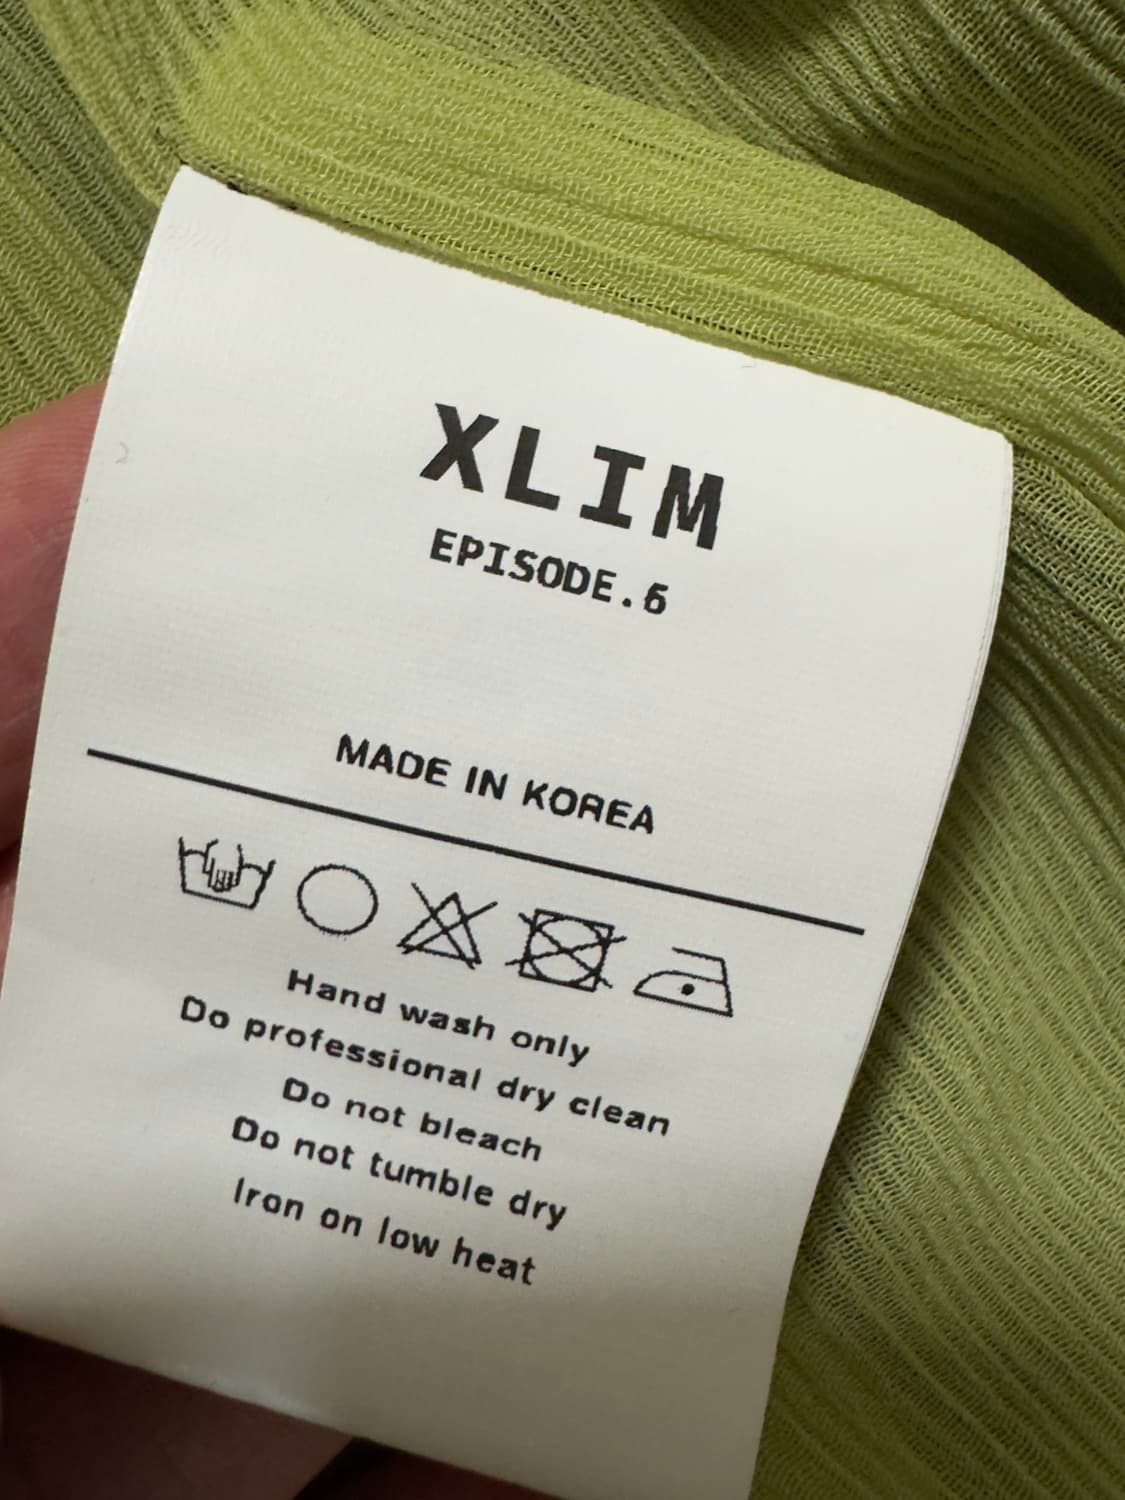 XLIM
EPISODE.6
MADE IN KOREA
Hand wash only
Do professional dry clean
Do not bleach
Do not tumble dry
Iron on low heat